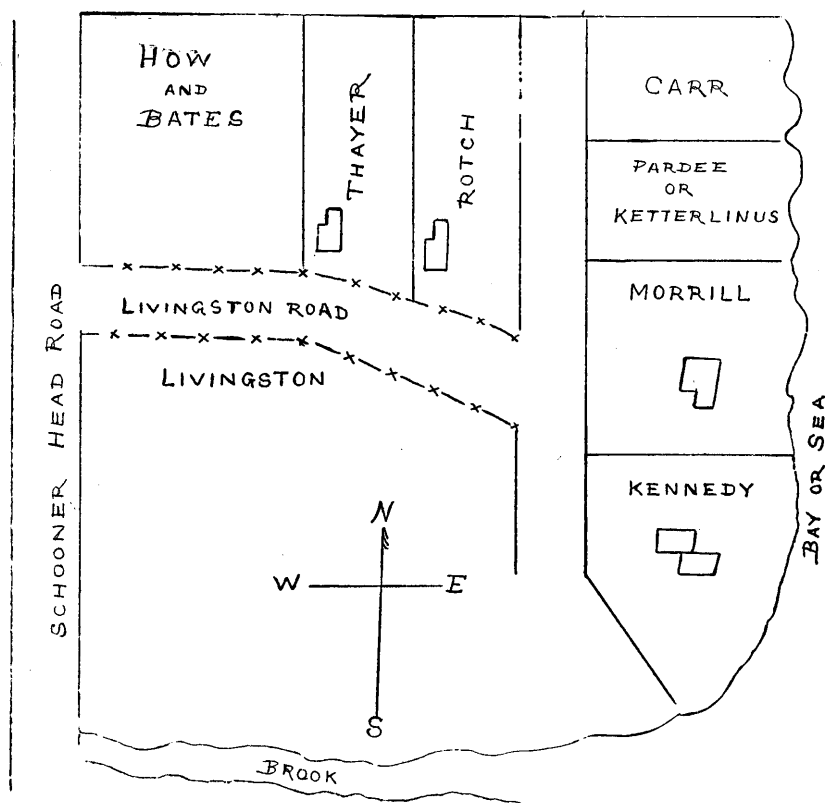 HOW
AND
BATES
THAYER
ROTCH
CARR
PARDEE
OR
KETTERLINUS
LIVINGSTON ROAD
MORRILL
LIVINGSTON
SCHOONER HEAD ROAD
KENNEDY
BAY OR SEA
N
W E
S
BROOK